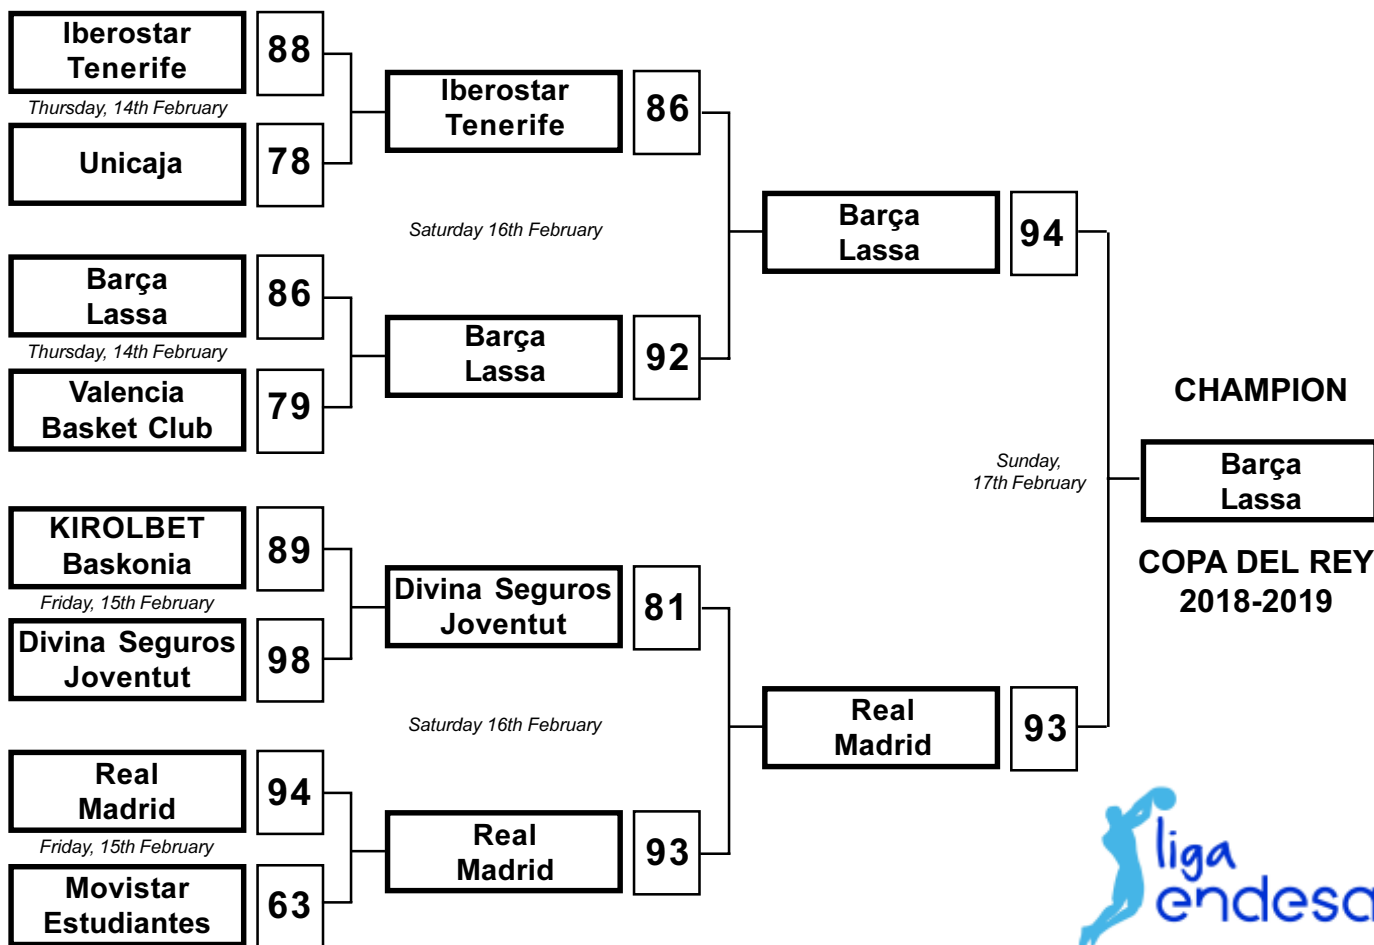 Iberostar
Tenerife
88
Thursday, 14th February
Unicaja
78
Iberostar
Tenerife
86
Saturday 16th February
Barça
Lassa
86
Thursday, 14th February
Valencia
Basket Club
79
Barça
Lassa
92
Barça
Lassa
94
KIROLBET
Baskonia
89
Friday, 15th February
Divina Seguros
Joventut
98
Divina Seguros
Joventut
81
Saturday 16th February
Real
Madrid
94
Friday, 15th February
Movistar
Estudiantes
63
Real
Madrid
93
Real
Madrid
93
Sunday,
17th February
CHAMPION
Barça
Lassa
COPA DEL REY
2018-2019
liga
endesa